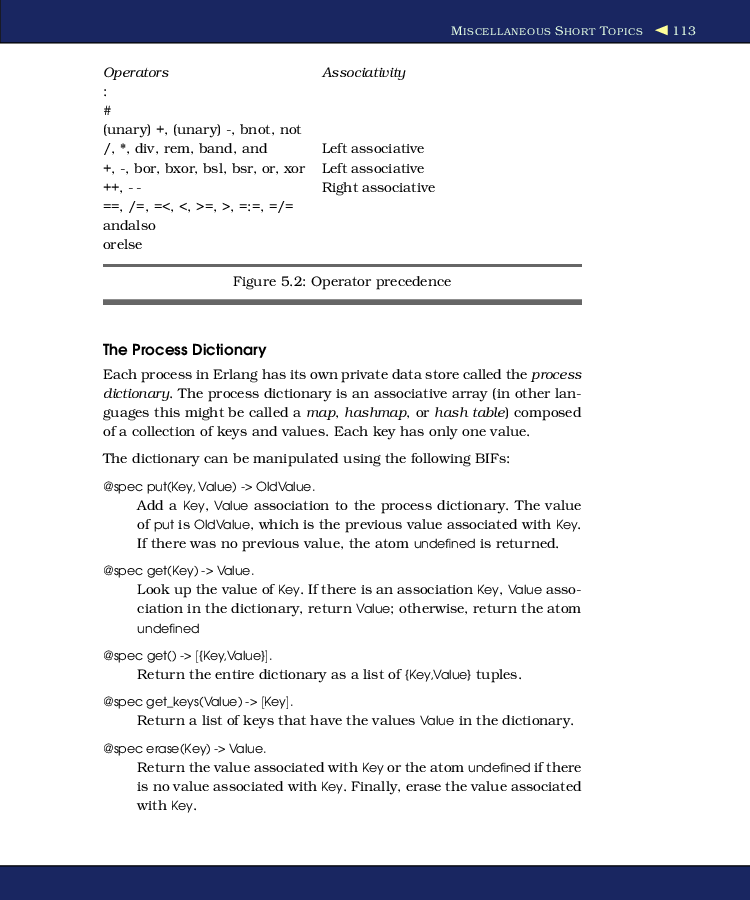 Miscellaneous Short Topics ◀ 113
Operators Associativity
:
#
(unary) +, (unary) -, bnot, not
/, *, div, rem, band, and Left associative
+, -, bor, bxor, bsl, bsr, or, xor Left associative
++, -- Right associative
==, /=, =<, <, >=, >, =:=, =/=
andalso
orelse
Figure 5.2: Operator precedence
The Process Dictionary
Each process in Erlang has its own private data store called the process
dictionary. The process dictionary is an associative array (in other lan-
guages this might be called a map, hashmap, or hash table) composed
of a collection of keys and values. Each key has only one value.
The dictionary can be manipulated using the following BIFs:
@spec put(Key, Value) -> OldValue.
Add a Key, Value association to the process dictionary. The value
of put is OldValue, which is the previous value associated with Key.
If there was no previous value, the atom undefined is returned.
@spec get(Key) -> Value.
Look up the value of Key. If there is an association Key, Value asso-
ciation in the dictionary, return Value; otherwise, return the atom
undefined
@spec get() -> [{Key,Value}].
Return the entire dictionary as a list of {Key,Value} tuples.
@spec get_keys(Value) -> [Key].
Return a list of keys that have the values Value in the dictionary.
@spec erase(Key) -> Value.
Return the value associated with Key or the atom undefined if there
is no value associated with Key. Finally, erase the value associated
with Key.